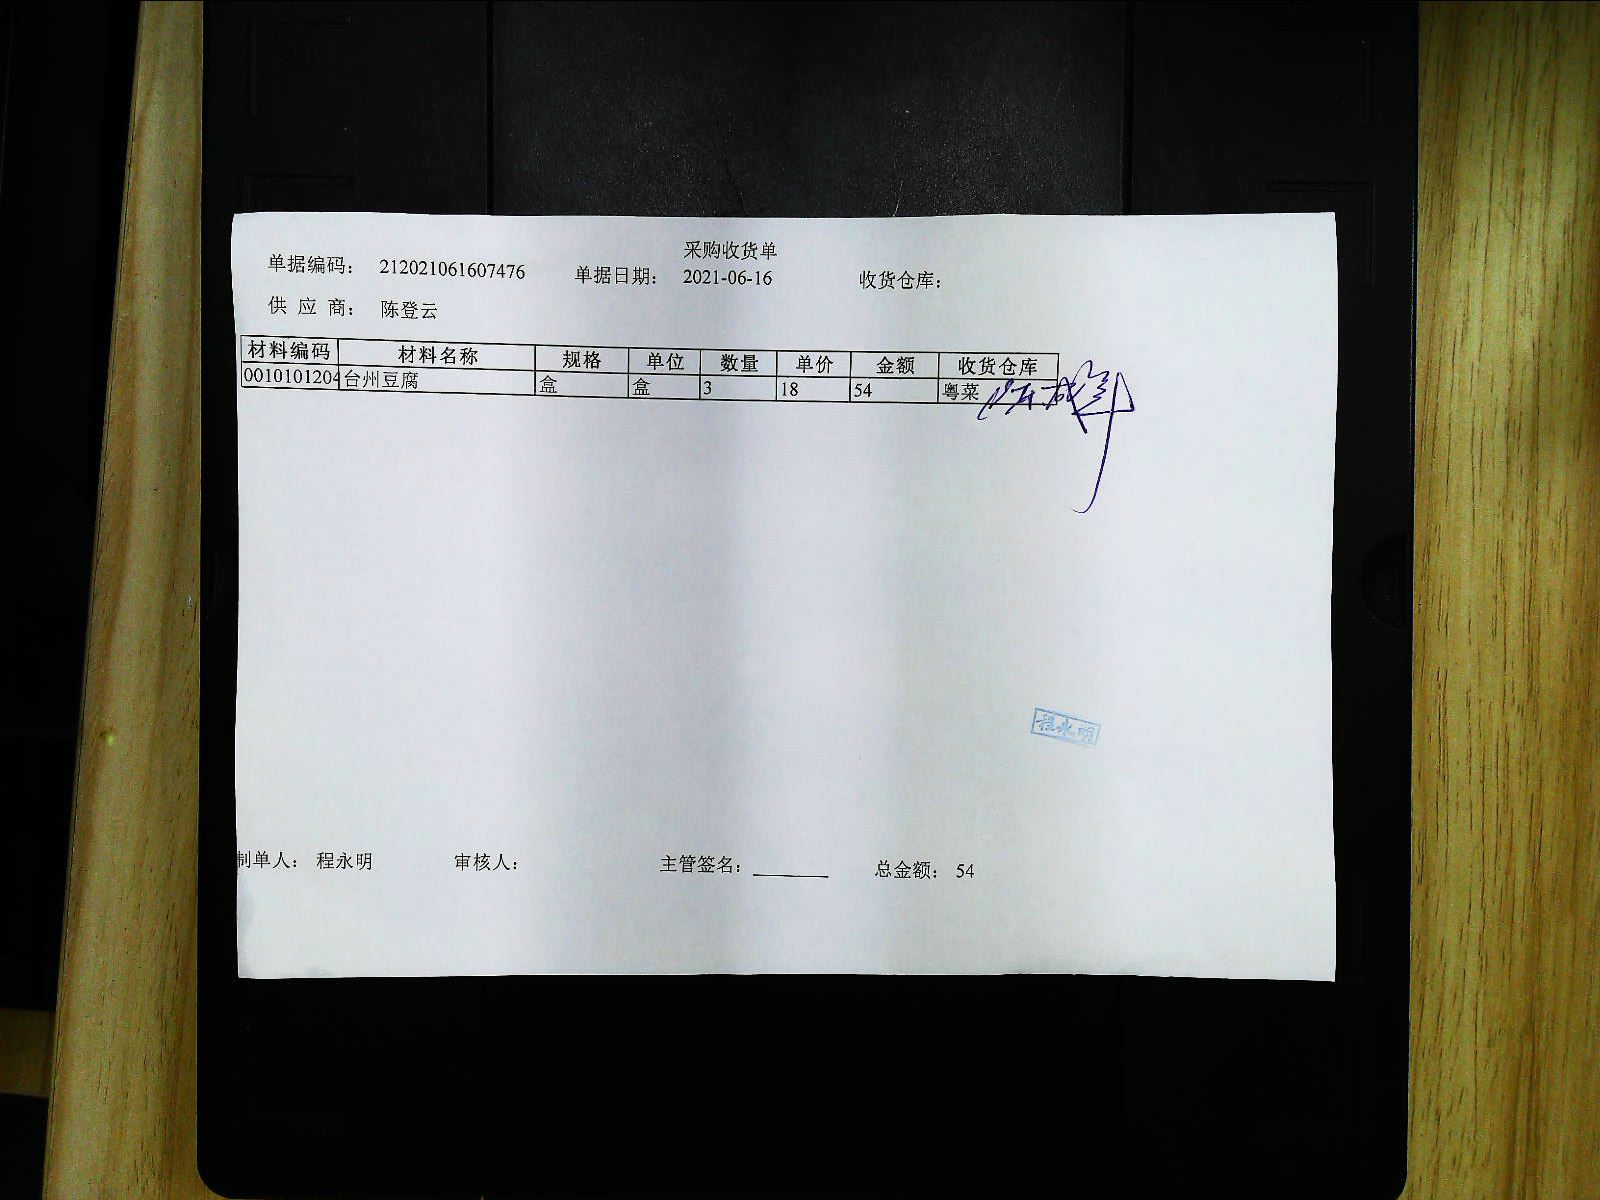 采购收货单
单据编码： 212021061607476 单据日期： 2021-06-16 收货仓库：
供 应 商： 陈登云
材料编码 材料名称 规格 单位 数量 单价 金额 收货仓库
0010101204 台州豆腐 盒 盒 3 18 54 粤菜
程永明
制单人： 程永明 审核人： 主管签名： ______ 总金额： 54